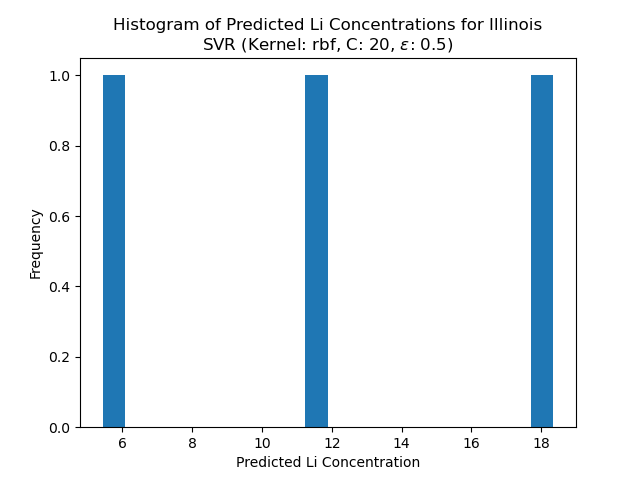 Histogram of Predicted Li Concentrations for Illinois
SVR (Kernel: rbf, C: 20, ε: 0.5)
1.0
0.8
0.6
0.4
0.2
0.0
Frequency
6 8 10 12 14 16 18
Predicted Li Concentration